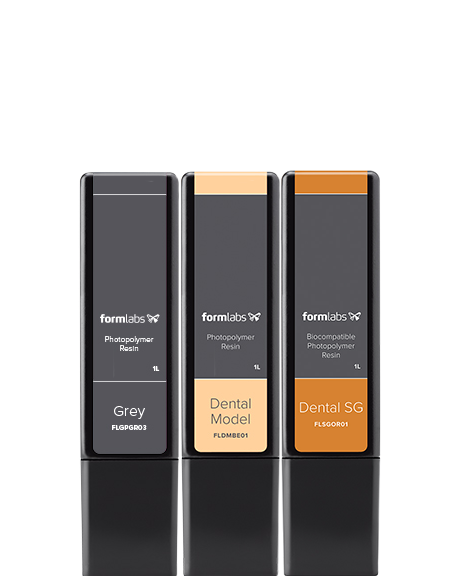 formlabs
Photopolymer
Resin
1L
Grey
FLGPGR03
formlabs
Photopolymer
Resin
1L
Dental
Model
FLDMBE01
formlabs
Biocompatible
Photopolymer
Resin
1L
Dental SG
FLSGOR01